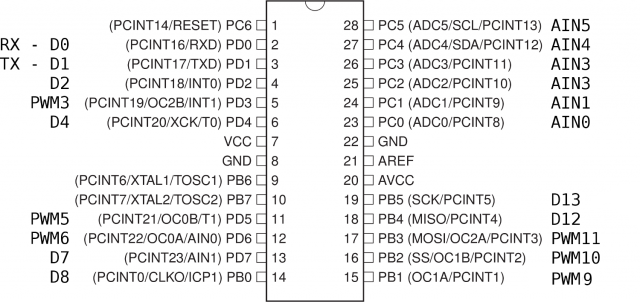 (PCINT14/RESET) PC6 1 28 PC5 (ADC5/SCL/PCINT13) AIN5
RX - D0 (PCINT16/RXD) PD0 2 27 PC4 (ADC4/SDA/PCINT12) AIN4
TX - D1 (PCINT17/TXD) PD1 3 26 PC3 (ADC3/PCINT11) AIN3
D2 (PCINT18/INT0) PD2 4 25 PC2 (ADC2/PCINT10) AIN3
PWM3 (PCINT19/OC2B/INT1) PD3 5 24 PC1 (ADC1/PCINT9) AIN1
D4 (PCINT20/XCK/T0) PD4 6 23 PC0 (ADC0/PCINT8) AIN0
VCC 7 22 GND
GND 8 21 AREF
(PCINT6/XTAL1/TOSC1) PB6 9 20 AVCC
(PCINT7/XTAL2/TOSC2) PB7 10 19 PB5 (SCK/PCINT5) D13
PWM5 (PCINT21/OC0B/T1) PD5 11 18 PB4 (MISO/PCINT4) D12
PWM6 (PCINT22/OC0A/AIN0) PD6 12 17 PB3 (MOSI/OC2A/PCINT3) PWM11
D7 (PCINT23/AIN1) PD7 13 16 PB2 (SS/OC1B/PCINT2) PWM10
D8 (PCINT0/CLKO/ICP1) PB0 14 15 PB1 (OC1A/PCINT1) PWM9